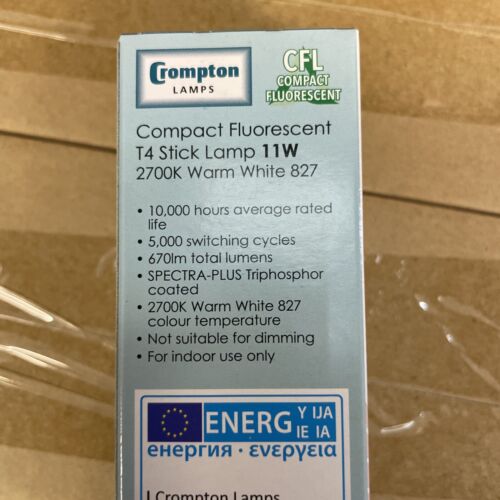 Crompton
LAMPS
CFL
COMPACT
FLUORESCENT
Compact Fluorescent
T4 Stick Lamp 11W
2700K Warm White 827
• 10,000 hours average rated
life
• 5,000 switching cycles
• 670lm total lumens
• SPECTRA-PLUS Triphosphor
coated
• 2700K Warm White 827
colour temperature
• Not suitable for dimming
• For indoor use only
ENERG Y IJA
IE IA
енергия · ενεργεια
Crompton Lamps